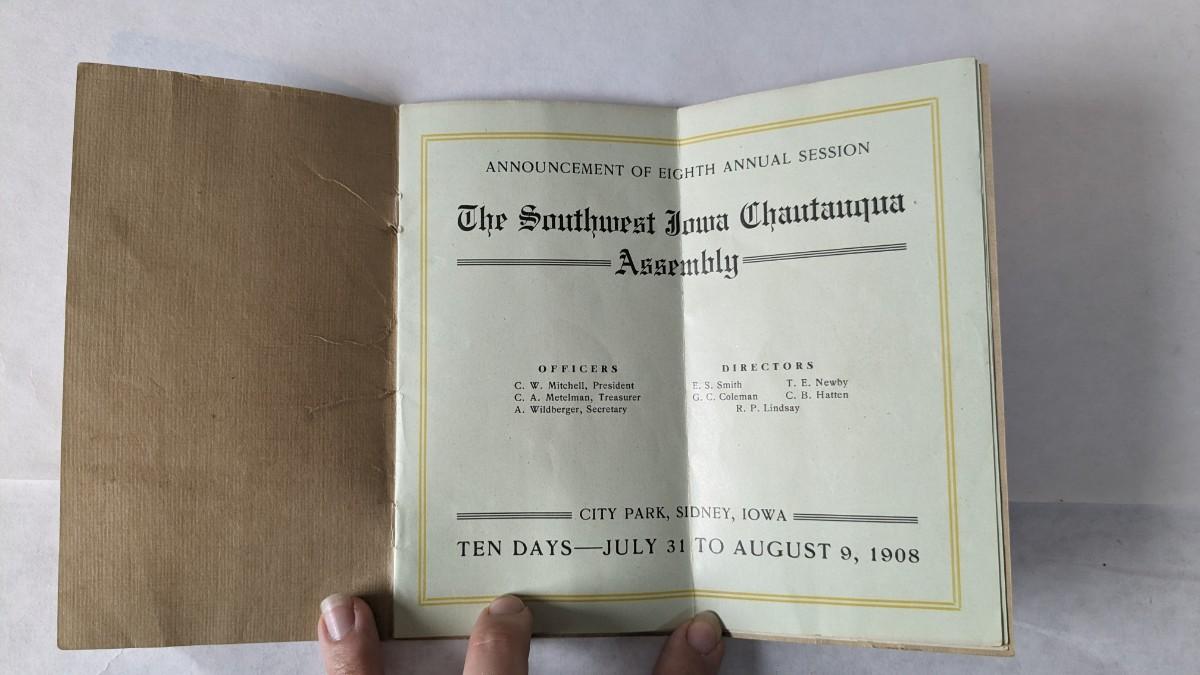 ANNOUNCEMENT OF EIGHTH ANNUAL SESSION
The Southwest Iowa Chautauqua
Assembly
OFFICERS
C. W. Mitchell, President
C. A. Metelman, Treasurer
A. Wildberger, Secretary
DIRECTORS
E. S. Smith T. E. Newby
G. C. Coleman C. B. Hatten
R. P. Lindsay
CITY PARK, SIDNEY, IOWA
TEN DAYS—JULY 31 TO AUGUST 9, 1908